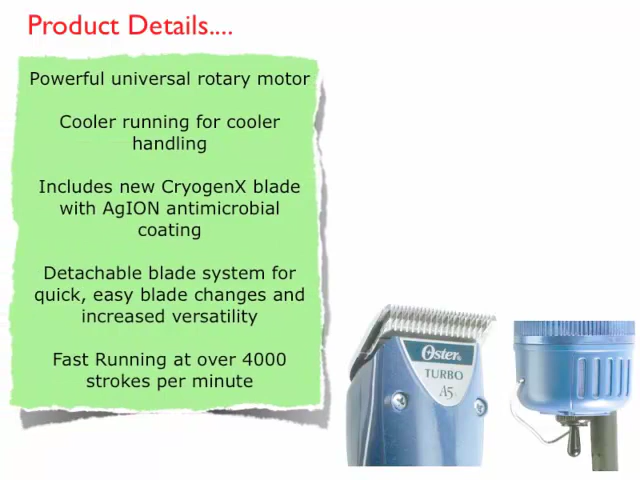 Product Details....
Powerful universal rotary motor
Cooler running for cooler
handling
Includes new CryogenX blade
with AgION antimicrobial
coating
Detachable blade system for
quick, easy blade changes and
increased versatility
Fast Running at over 4000
strokes per minute
Oster
TURBO
A5